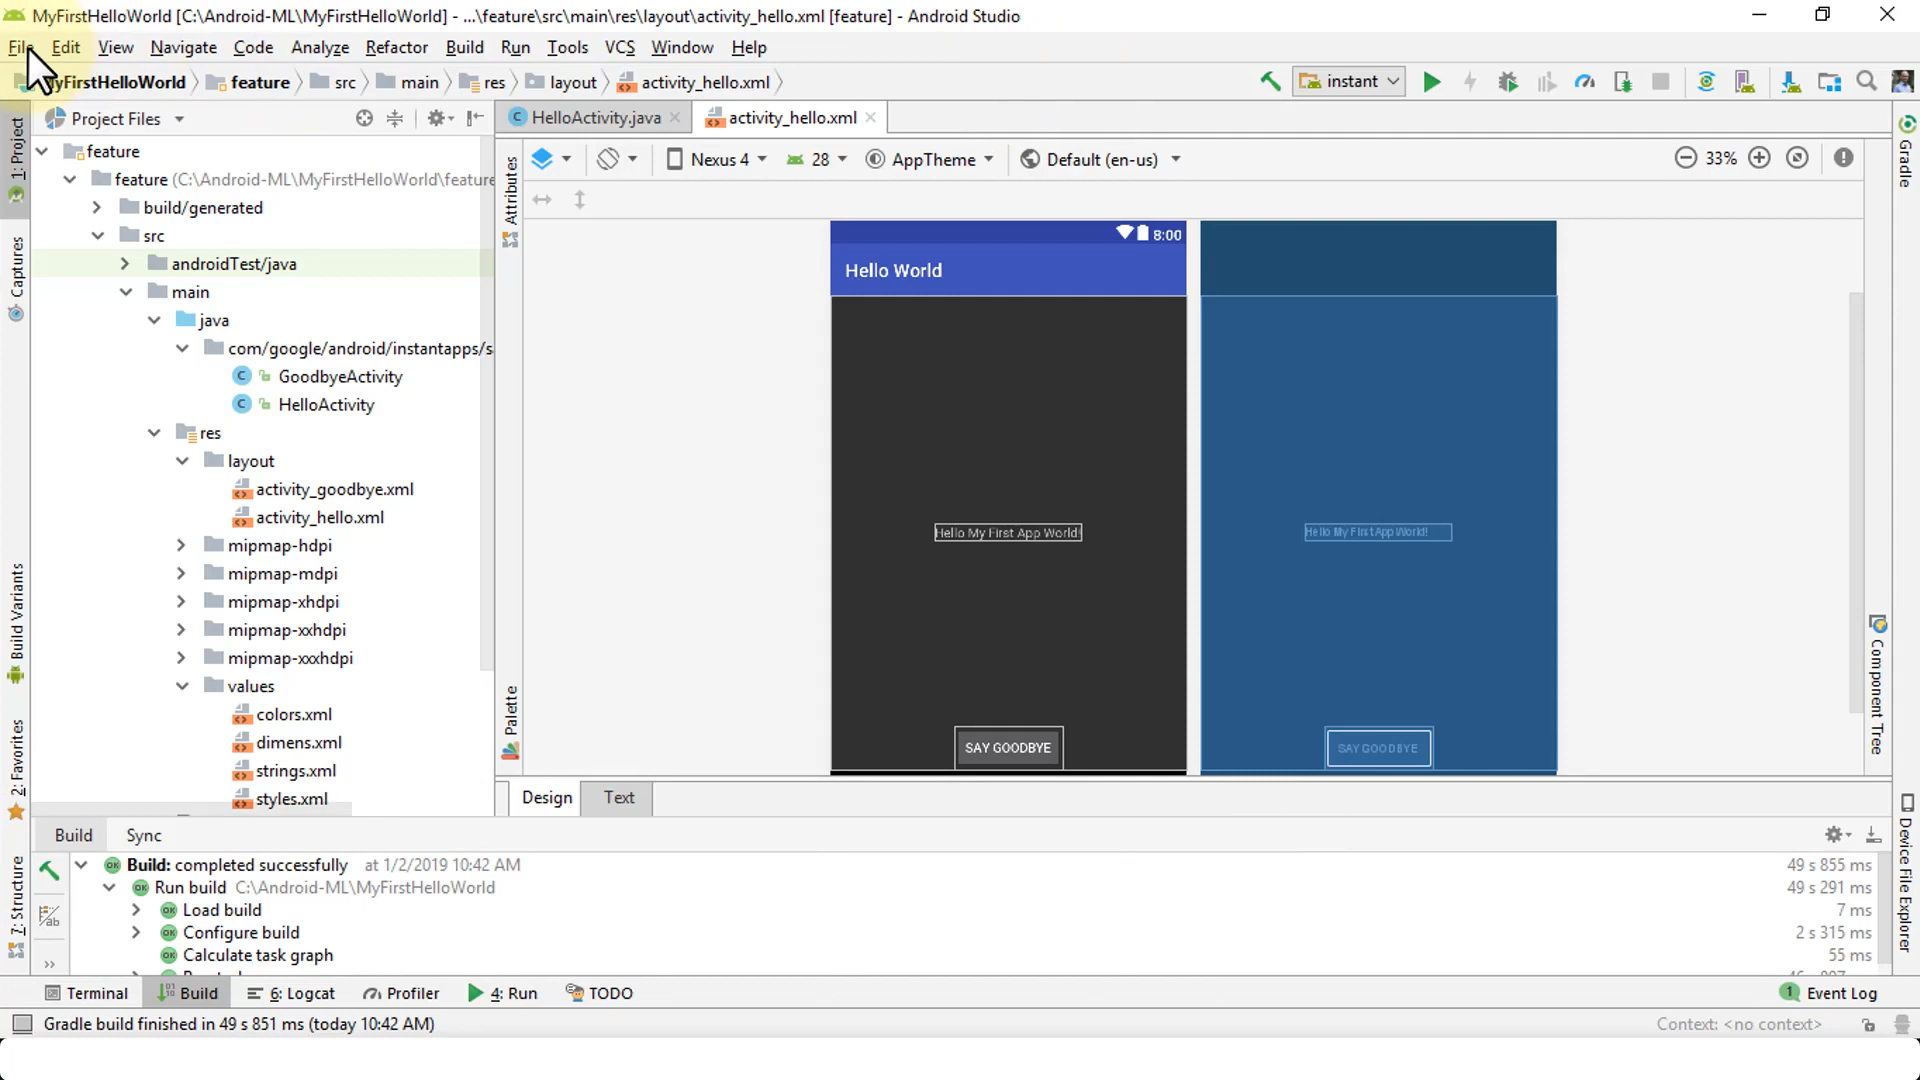 MyFirstHelloWorld [C:\Android-ML\MyFirstHelloWorld] - ...\feature\src\main\res\layout\activity_hello.xml [feature] - Android Studio
File Edit View Navigate Code Analyze Refactor Build Run Tools VCS Window Help
MyFirstHelloWorld feature src main res layout activity_hello.xml instant
1: Project
Captures
Build Variants
2: Favorites
7: Structure
Project Files
feature
feature (C:\Android-ML\MyFirstHelloWorld\feature
build/generated
src
androidTest/java
main
java
com/google/android/instantapps/s
GoodbyeActivity
HelloActivity
res
layout
activity_goodbye.xml
activity_hello.xml
mipmap-hdpi
mipmap-mdpi
mipmap-xhdpi
mipmap-xxhdpi
mipmap-xxxhdpi
values
colors.xml
dimens.xml
strings.xml
styles.xml
HelloActivity.java activity_hello.xml
Attributes
Palette
Nexus 4 28 AppTheme Default (en-us) 33%
8:00
Hello World
Hello My First App World!
SAY GOODBYE
Hello My First App World!
SAY GOODBYE
Design Text
Gradle
Component Tree
Device File Explorer
Build Sync
Build: completed successfully at 1/2/2019 10:42 AM 49 s 855 ms
Run build C:\Android-ML\MyFirstHelloWorld 49 s 291 ms
Load build 7 ms
Configure build 2 s 315 ms
Calculate task graph 55 ms
Terminal Build 6: Logcat Profiler 4: Run TODO 1 Event Log
Gradle build finished in 49 s 851 ms (today 10:42 AM) Context: <no context>